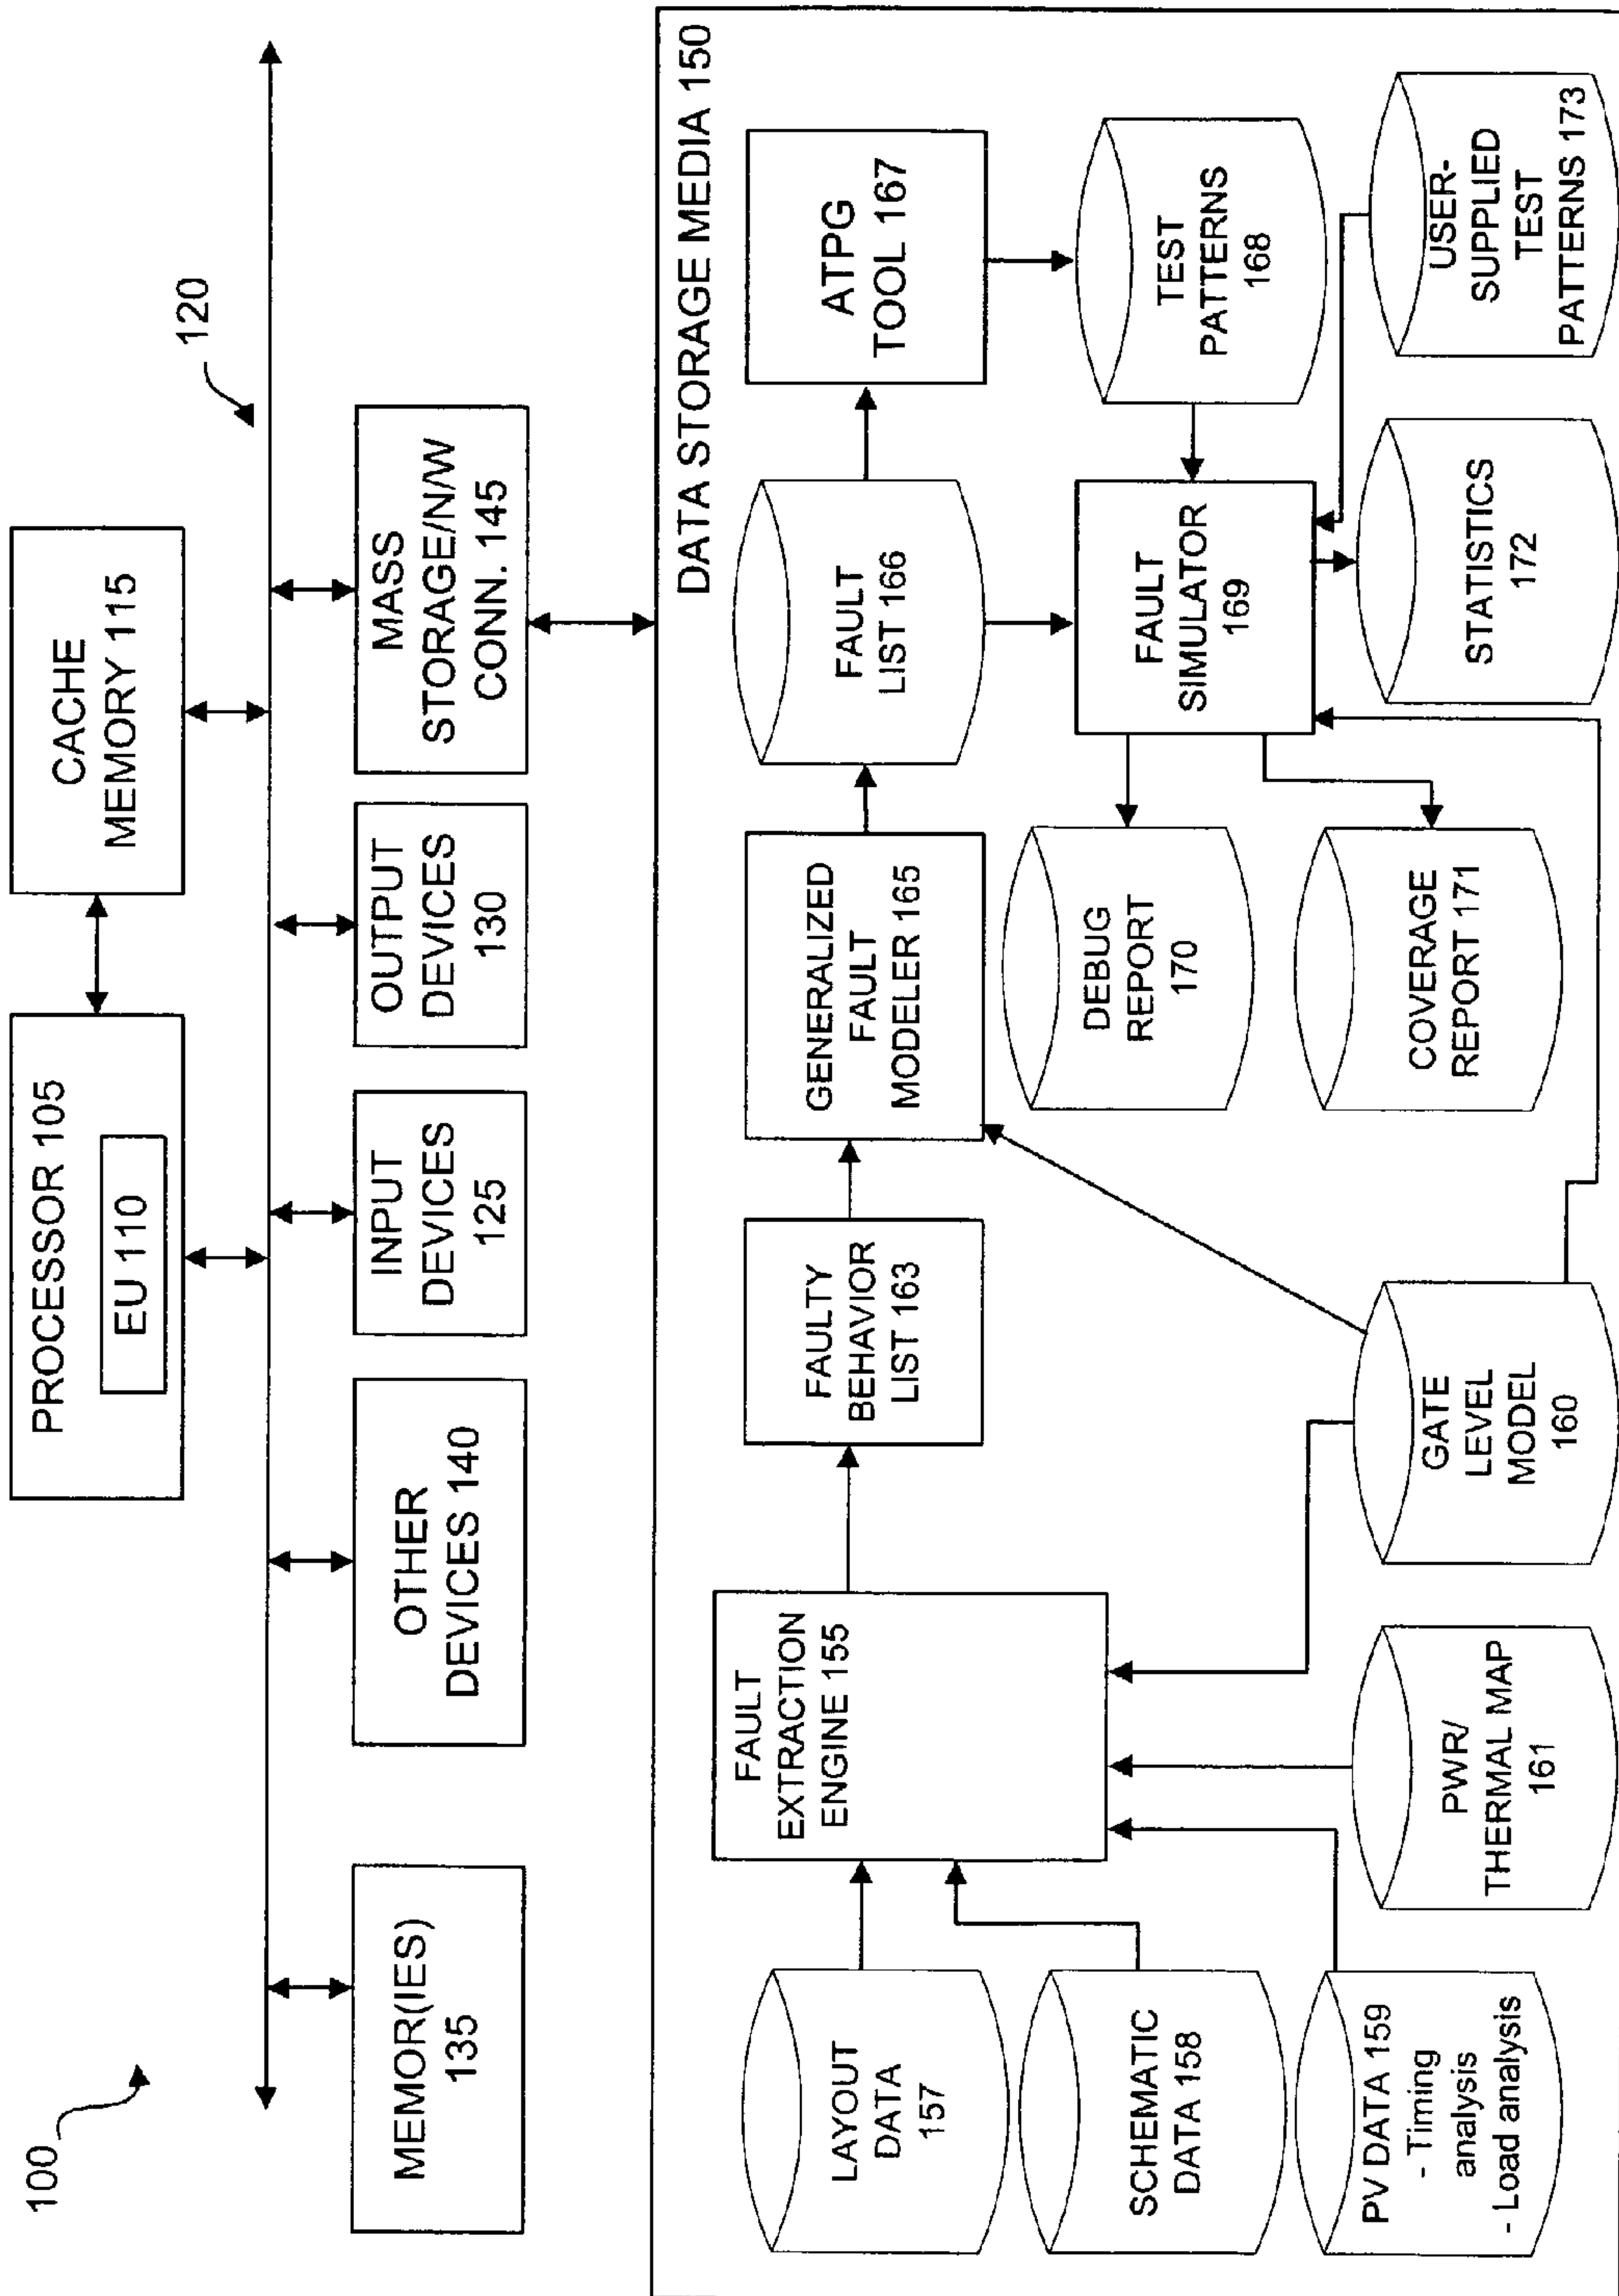 100
PROCESSOR 105
EU 110
CACHE
MEMORY 115
120
MEMOR(IES)
135
OTHER
DEVICES 140
INPUT
DEVICES
125
OUTPUT
DEVICES
130
MASS
STORAGE/N/W
CONN. 145
DATA STORAGE MEDIA 150
LAYOUT
DATA
157
SCHEMATIC
DATA 158
PV DATA 159
- Timing
analysis
- Load analysis
FAULT
EXTRACTION
ENGINE 155
PWR/
THERMAL MAP
161
GATE
LEVEL
MODEL
160
FAULTY
BEHAVIOR
LIST 163
GENERALIZED
FAULT
MODELER 165
DEBUG
REPORT
170
COVERAGE
REPORT 171
FAULT
LIST 166
FAULT
SIMULATOR
169
STATISTICS
172
ATPG
TOOL 167
TEST
PATTERNS
168
USER-
SUPPLIED
TEST
PATTERNS 173